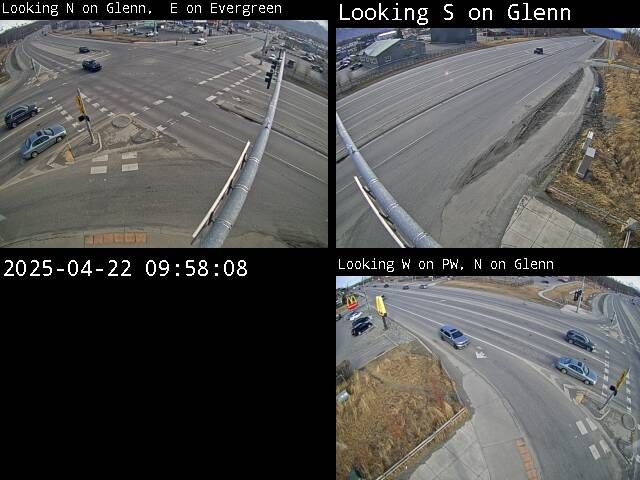 Looking N on Glenn,  E on Evergreen
Looking S on Glenn
2025-04-22 09:58:08
Looking W on PW, N on Glenn